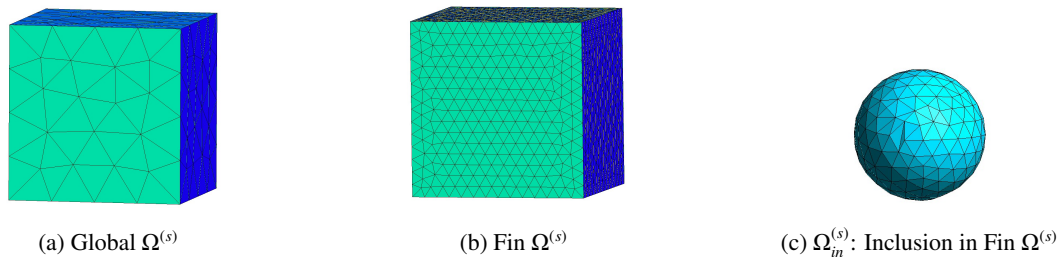 (a) Global Ω^(s)
(b) Fin Ω^(s)
(c) Ω_in^(s): Inclusion in Fin Ω^(s)